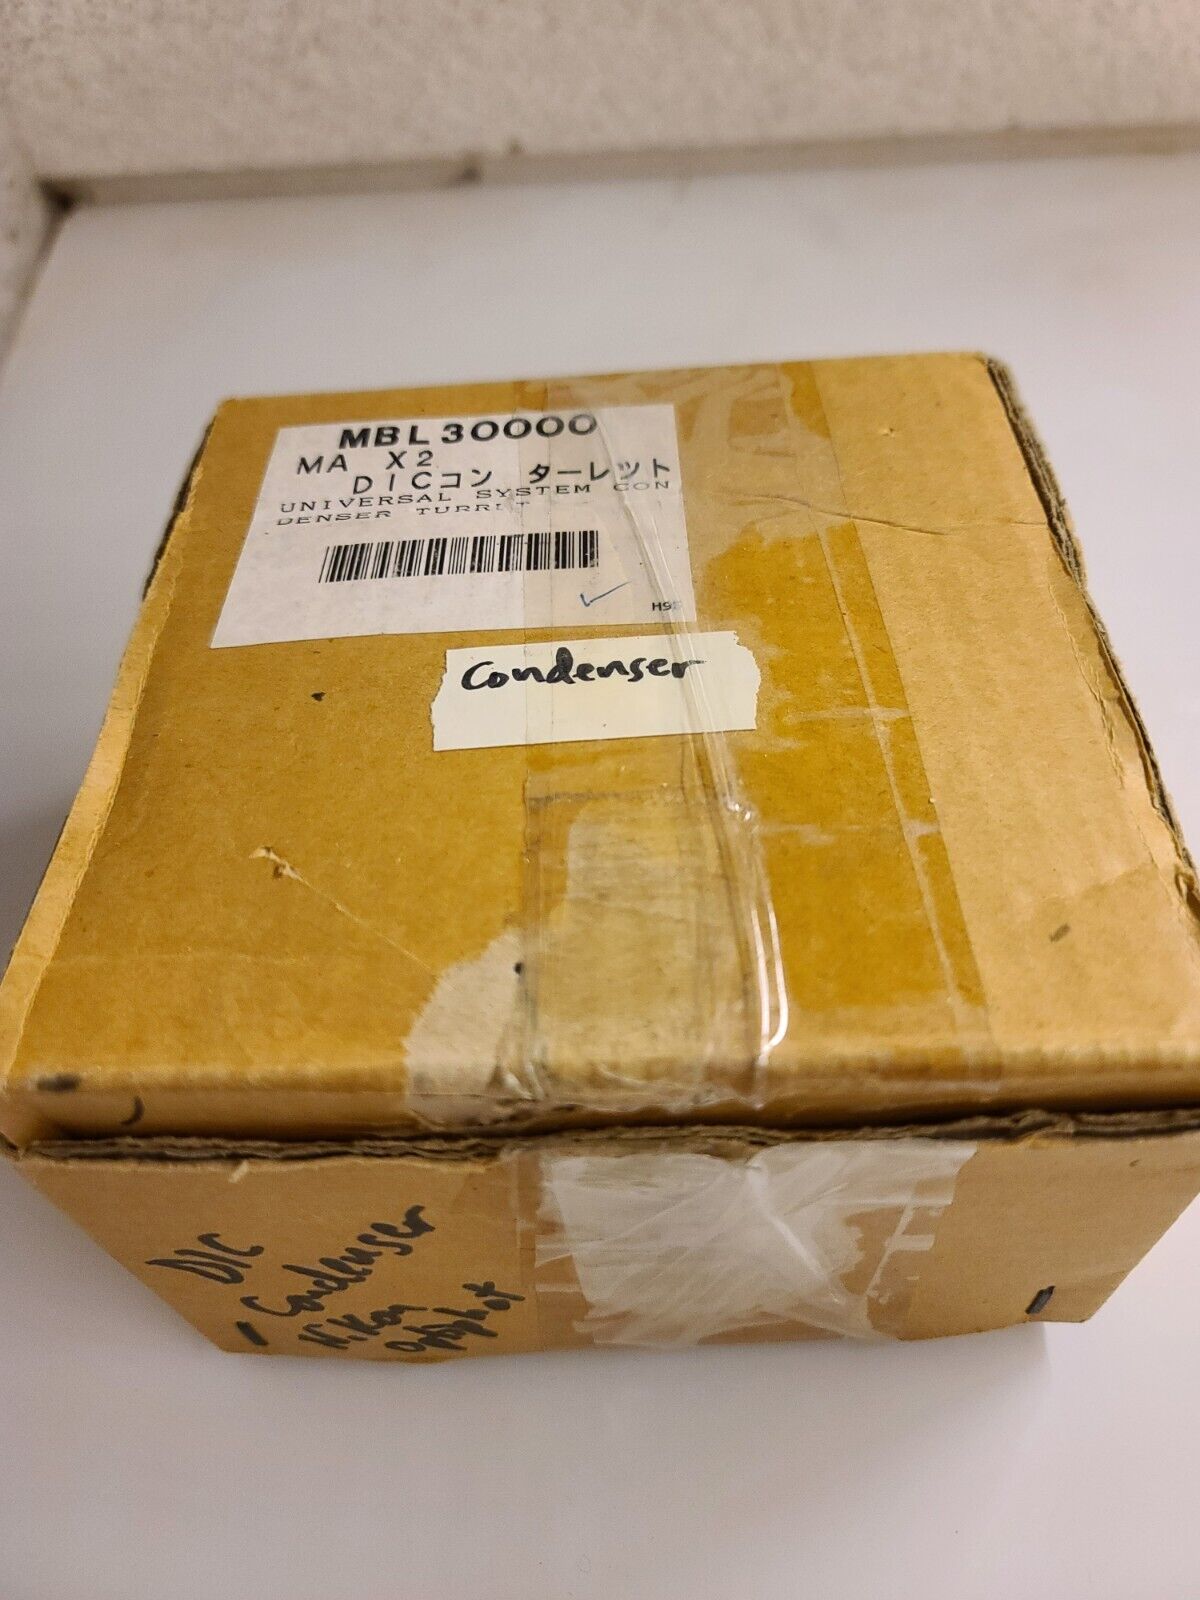 MBL30000
MA X2
DICコン ターレット
UNIVERSAL SYSTEM CON
DENSER TURRET
Condenser
DIC
Condenser
Nikon
Optiphot